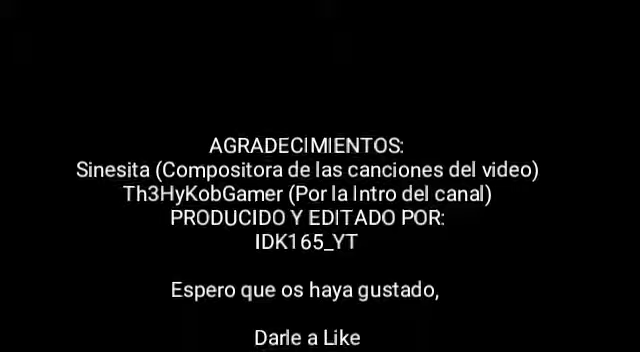 AGRADECIMIENTOS:
Sinesita (Compositora de las canciones del video)
Th3HyKobGamer (Por la Intro del canal)
PRODUCIDO Y EDITADO POR:
IDK165_YT
Espero que os haya gustado,
Darle a Like